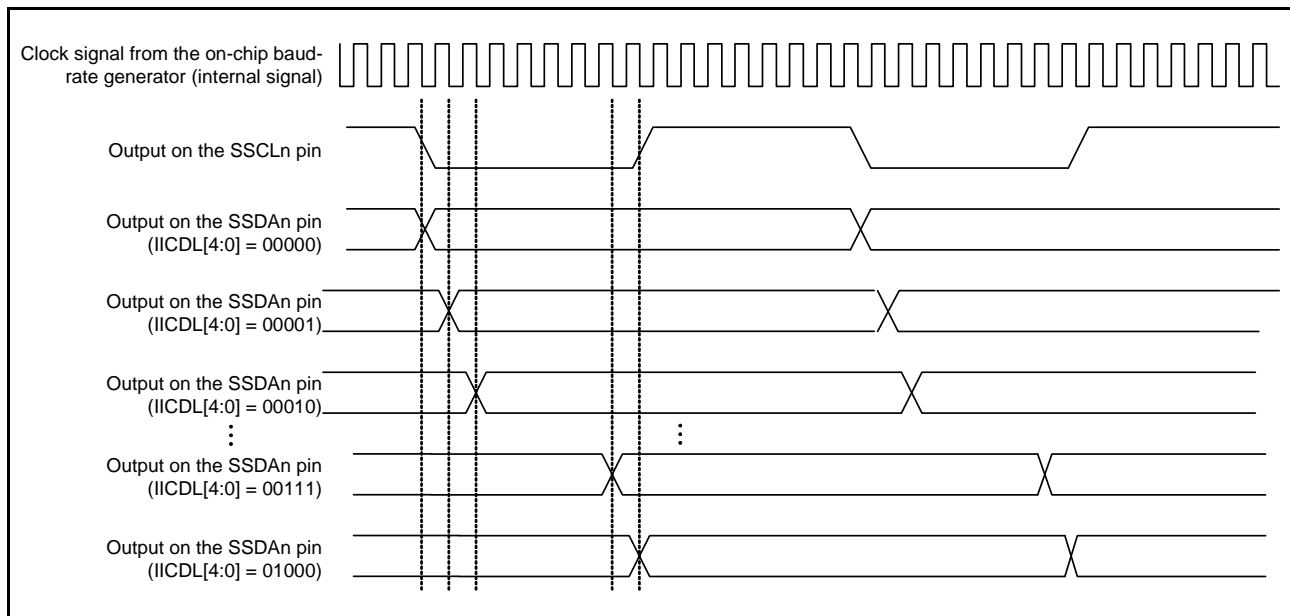 Clock signal from the on-chip baud-
rate generator (internal signal)
Output on the SSCLn pin
Output on the SSDAn pin
(IICDL[4:0] = 00000)
Output on the SSDAn pin
(IICDL[4:0] = 00001)
Output on the SSDAn pin
(IICDL[4:0] = 00010)
Output on the SSDAn pin
(IICDL[4:0] = 00111)
Output on the SSDAn pin
(IICDL[4:0] = 01000)